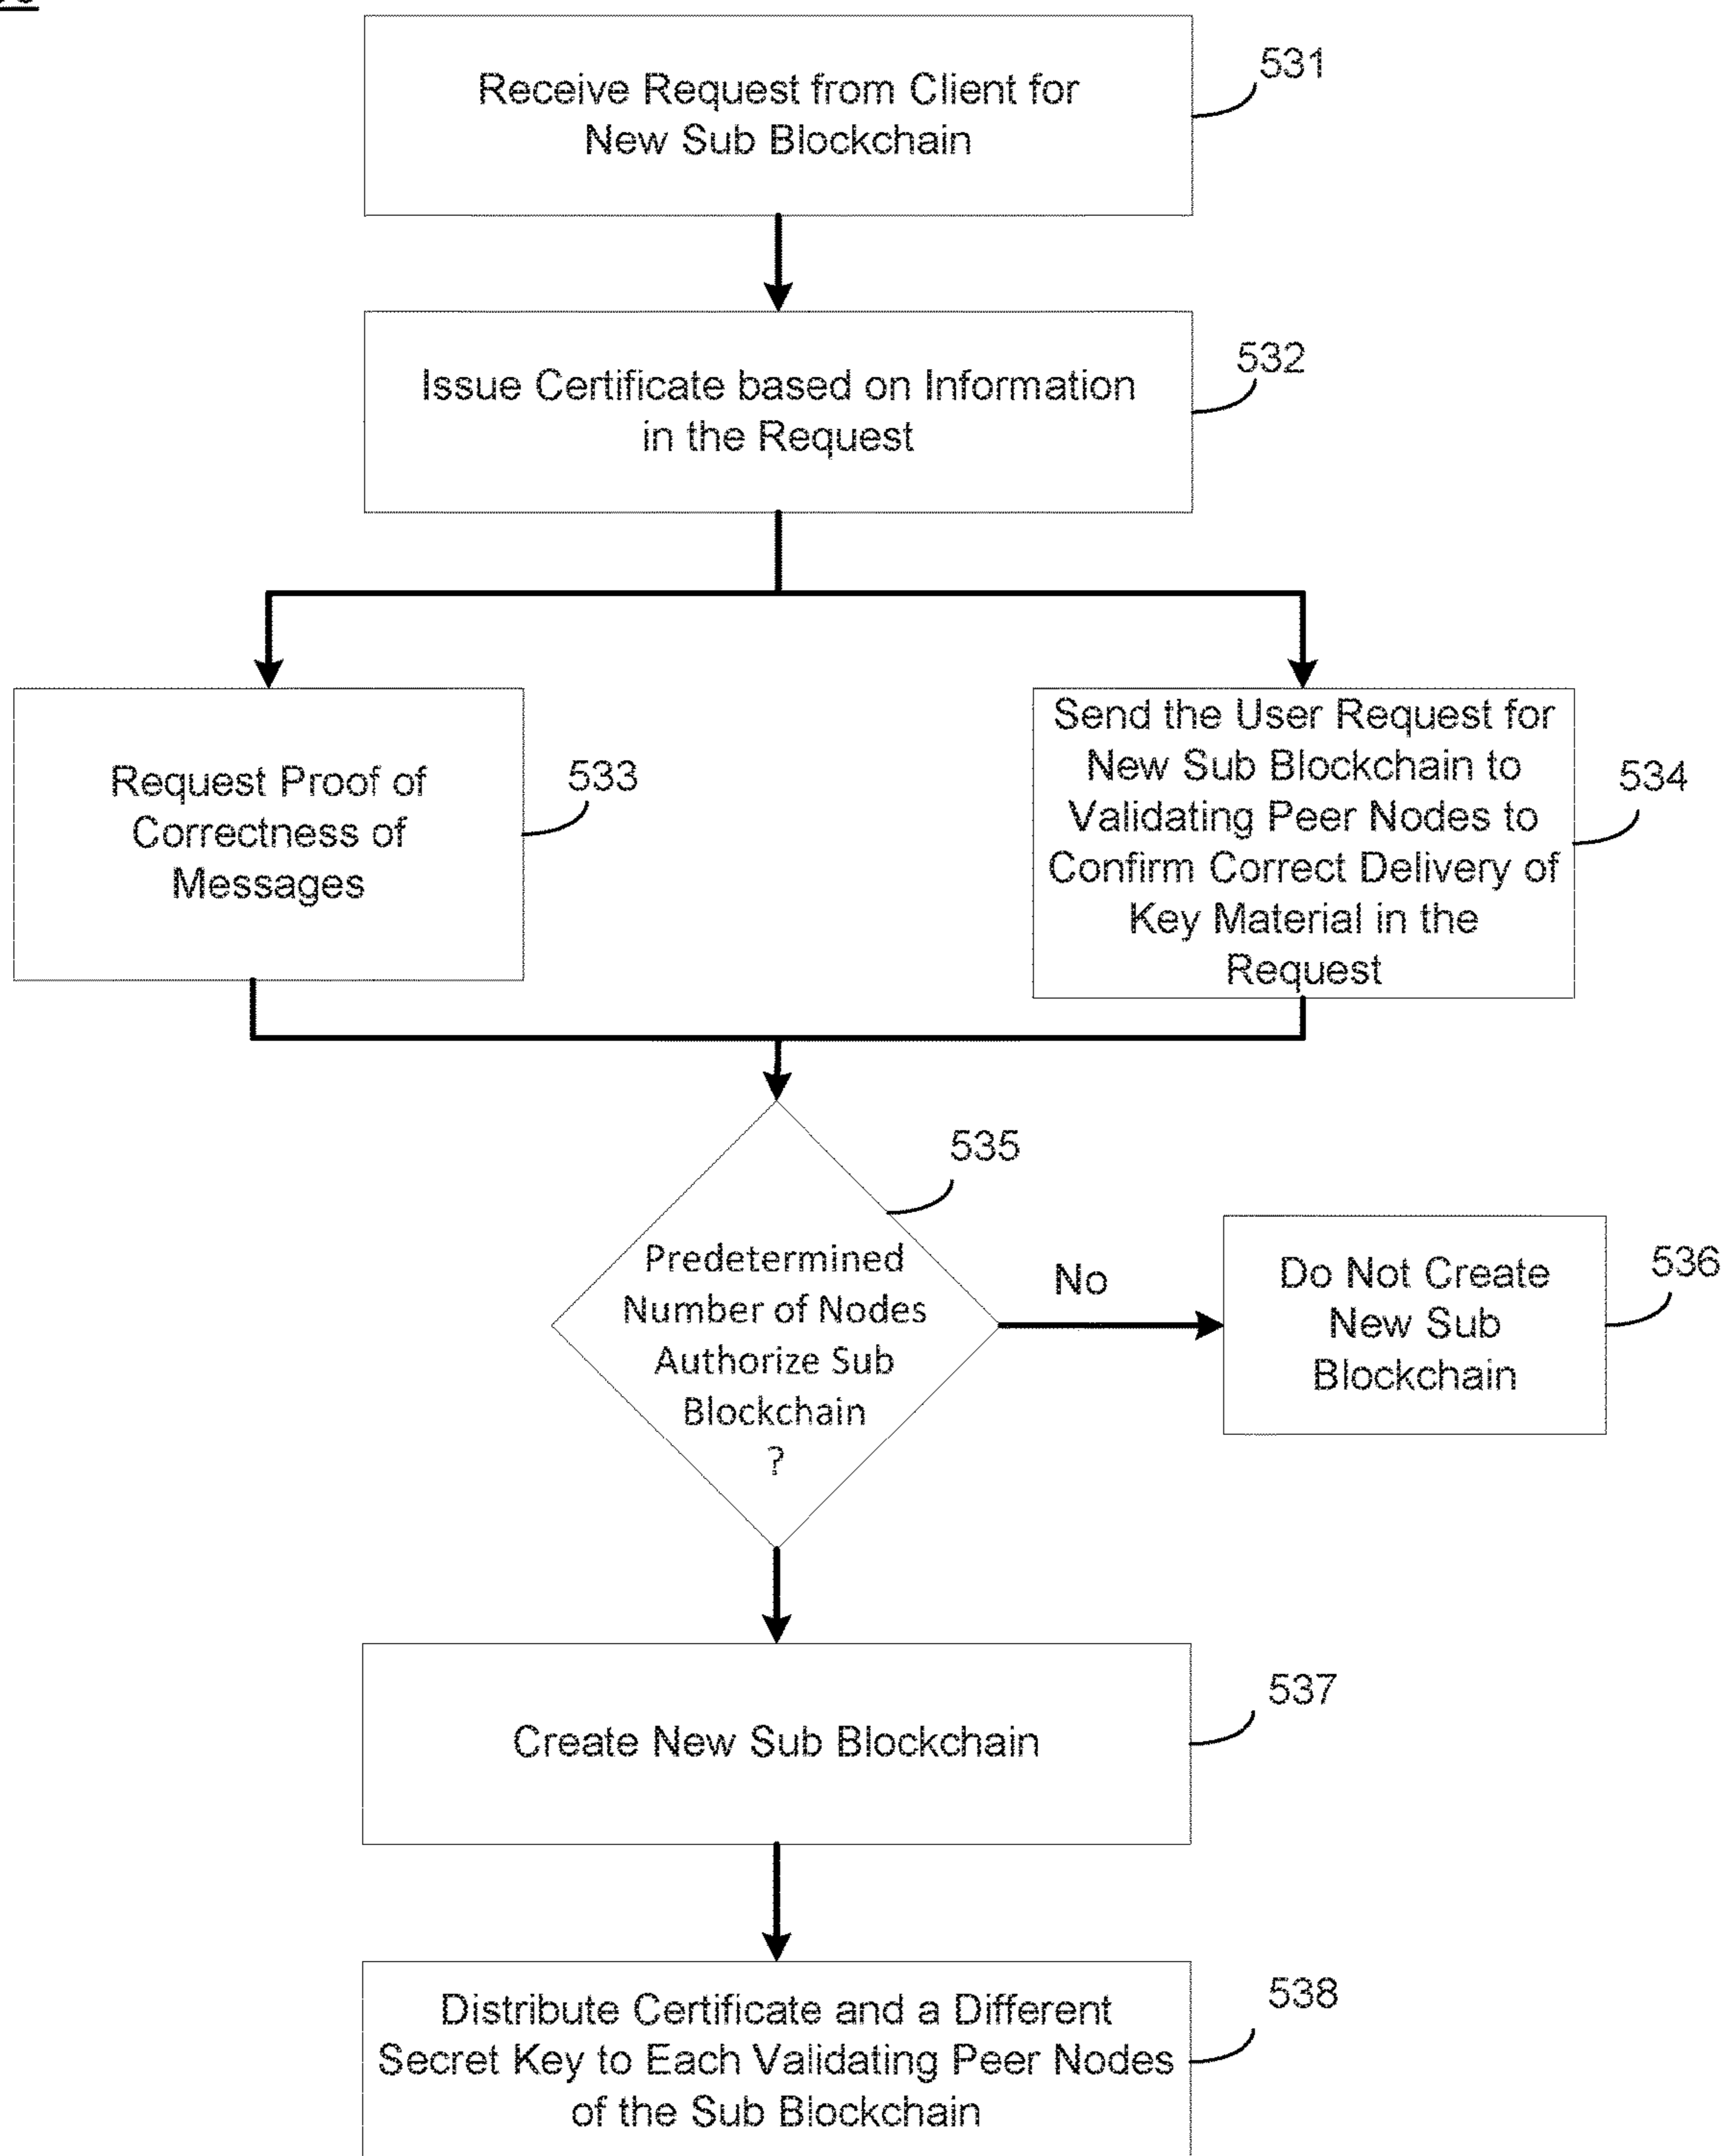 Receive Request from Client for
New Sub Blockchain
531
Issue Certificate based on Information
in the Request
532
Request Proof of
Correctness of
Messages
533
Send the User Request for
New Sub Blockchain to
Validating Peer Nodes to
Confirm Correct Delivery of
Key Material in the
Request
534
Predetermined
Number of Nodes
Authorize Sub
Blockchain
?
535
No
Do Not Create
New Sub
Blockchain
536
Create New Sub Blockchain
537
Distribute Certificate and a Different
Secret Key to Each Validating Peer Nodes
of the Sub Blockchain
538